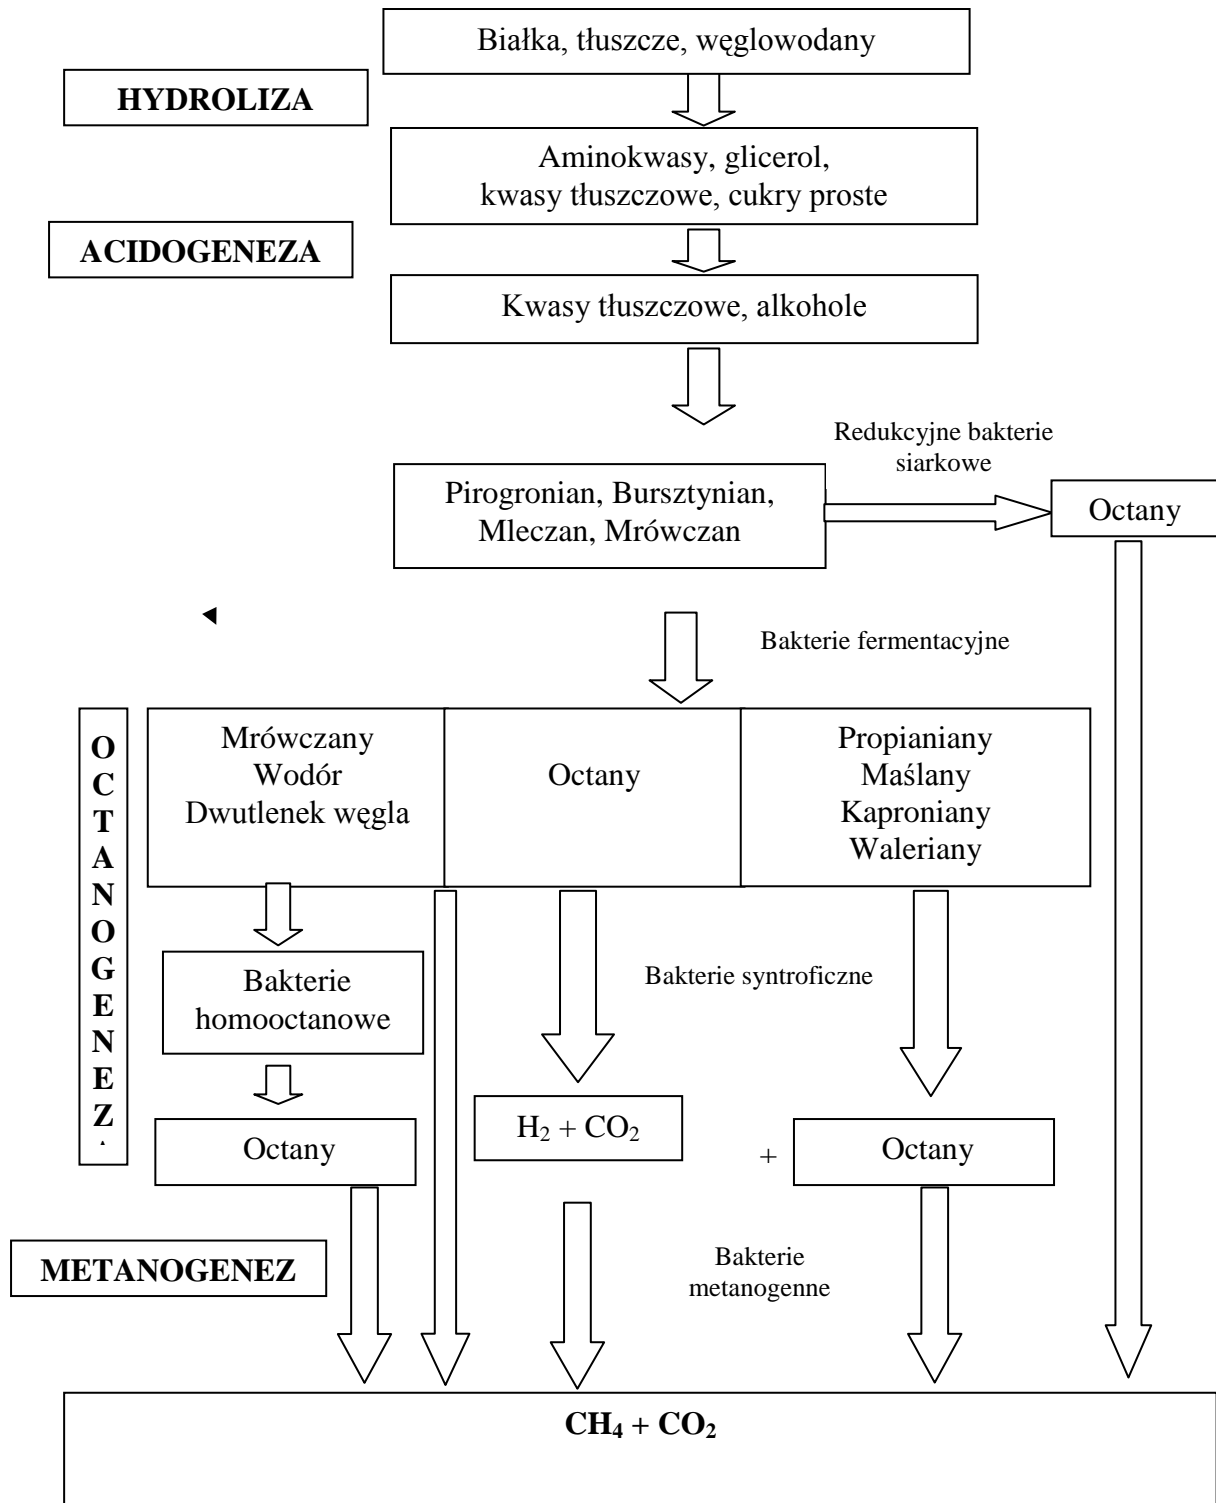 Białka, tłuszcze, węglowodany
HYDROLIZA
Aminokwasy, glicerol,
kwasy tłuszczowe, cukry proste
ACIDOGENEZA
Kwasy tłuszczowe, alkohole
Redukcyjne bakterie
siarkowe
Pirogronian, Bursztynian,
Mleczan, Mrówczan
Octany
Bakterie fermentacyjne
O
C
T
A
N
O
G
E
N
E
Z
Mrówczany
Wodór
Dwutlenek węgla
Octany
Propianiany
Maślany
Kaproniany
Waleriany
Bakterie
homooctanowe
Bakterie syntroficzne
Octany
H₂ + CO₂
+
Octany
METANOGENEZ
Bakterie
metanogenne
CH₄ + CO₂